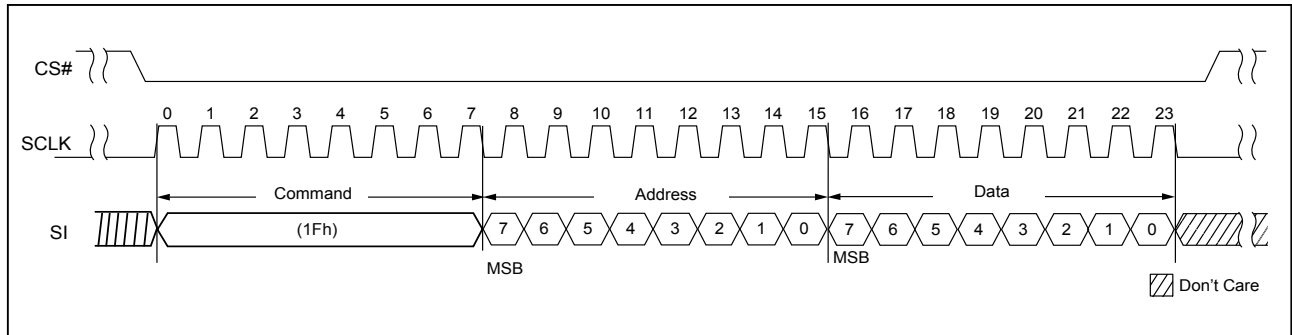 CS#
0 1 2 3 4 5 6 7 8 9 10 11 12 13 14 15 16 17 18 19 20 21 22 23
SCLK
Command Address Data
SI (1Fh) 7 6 5 4 3 2 1 0 7 6 5 4 3 2 1 0
MSB MSB
Don't Care